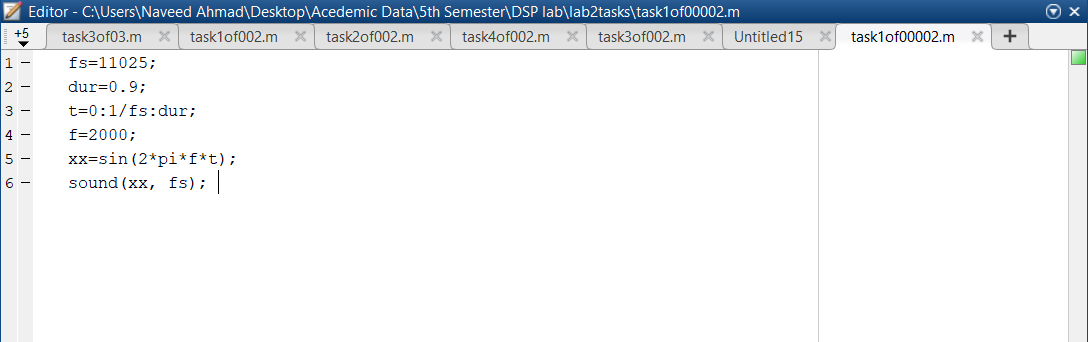 Editor - C:\Users\Naveed Ahmad\Desktop\Acedemic Data\5th Semester\DSP lab\lab2tasks\task1of00002.m
+5 task3of03.m task1of002.m task2of002.m task4of002.m task3of002.m Untitled15 task1of00002.m +
1 – fs=11025;
2 – dur=0.9;
3 – t=0:1/fs:dur;
4 – f=2000;
5 – xx=sin(2*pi*f*t);
6 – sound(xx, fs);